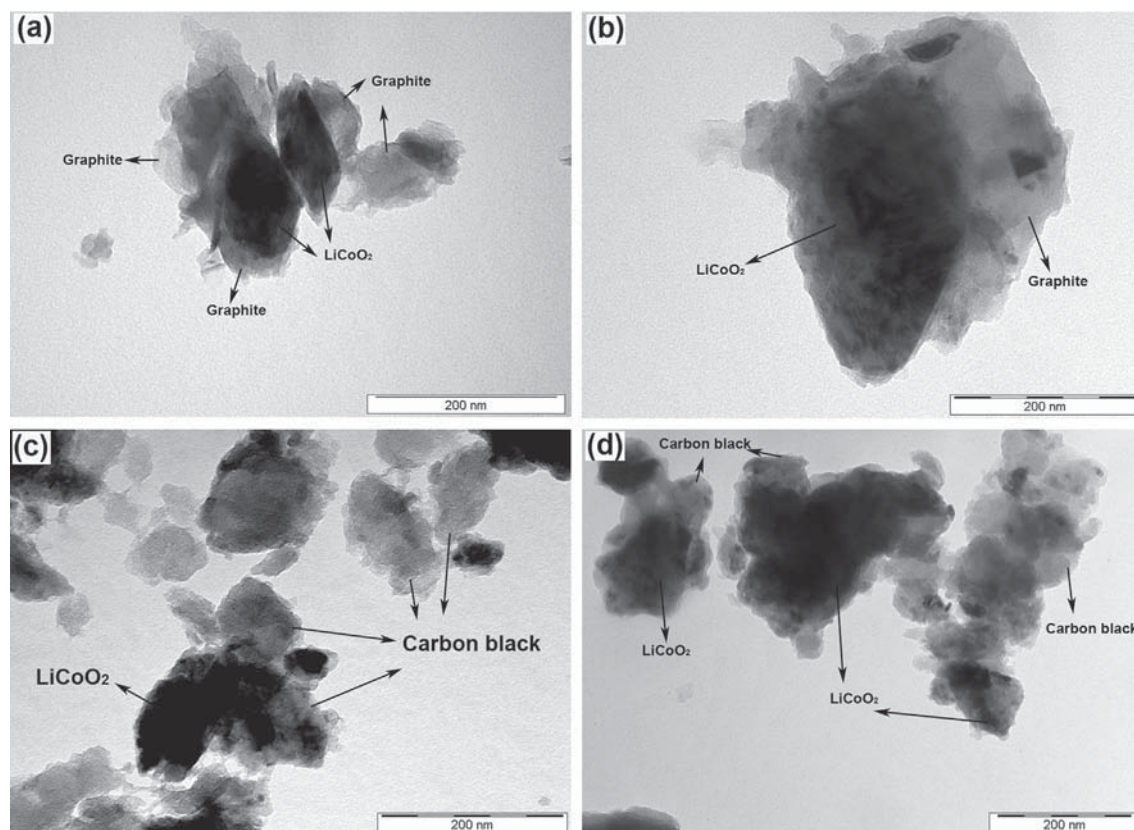 (a)
Graphite
Graphite
LiCoO₂
Graphite
200 nm
(b)
LiCoO₂
Graphite
200 nm
(c)
Carbon black
LiCoO₂
200 nm
(d)
Carbon black
LiCoO₂
Carbon black
LiCoO₂
200 nm